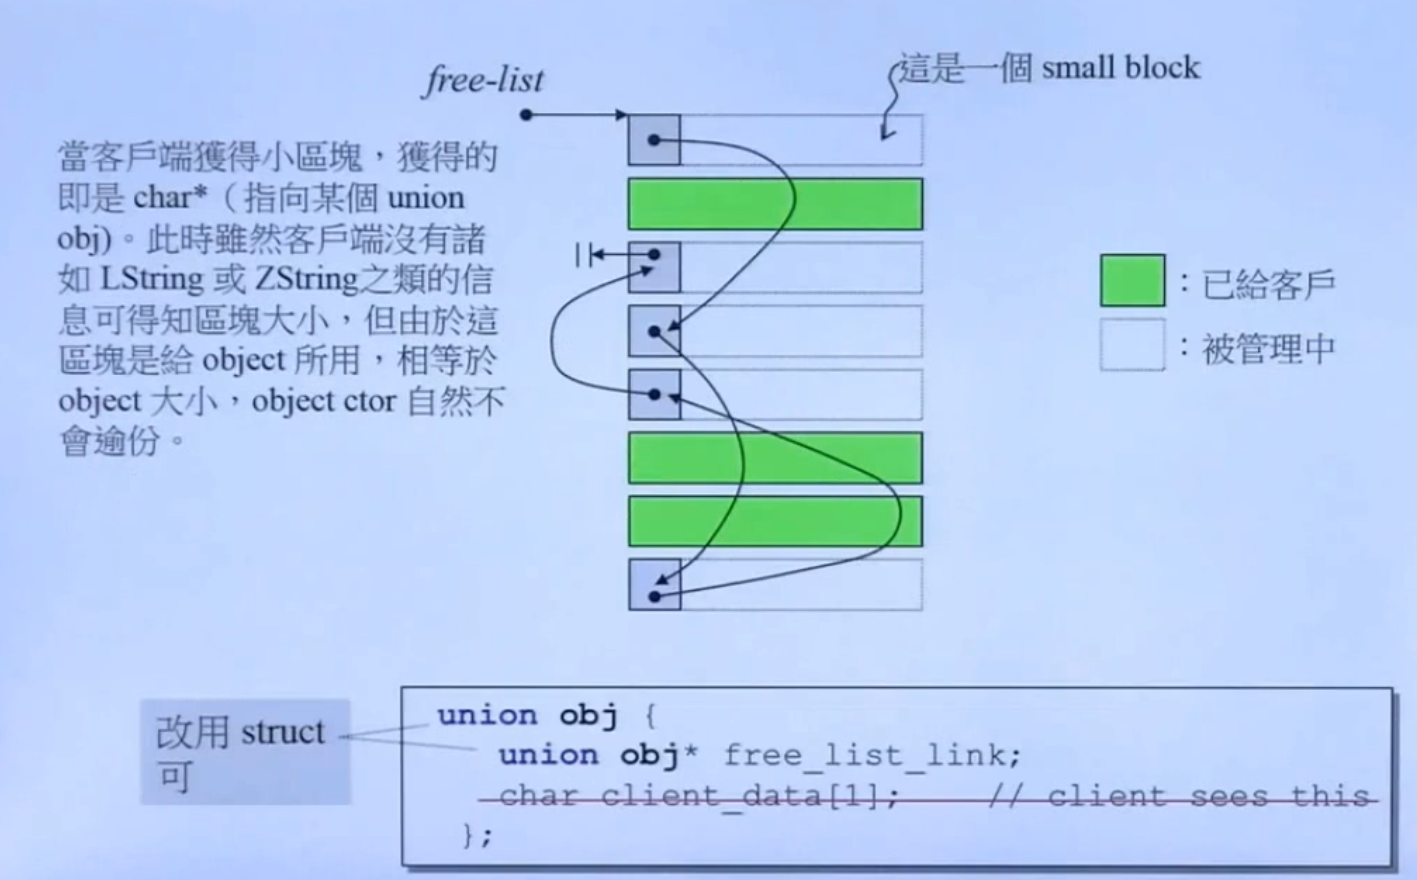 free-list
這是一個 small block
當客戶端獲得小區塊，獲得的
即是 char*（指向某個 union
obj)。此時雖然客戶端沒有諸
如 LString 或 ZString之類的信
息可得知區塊大小，但由於這
區塊是給 object 所用，相等於
object 大小，object ctor 自然不
會逾份。
：已給客戶
：被管理中
改用 struct
可
union obj {
union obj* free_list_link;
char client_data[1]; // client sees this
};